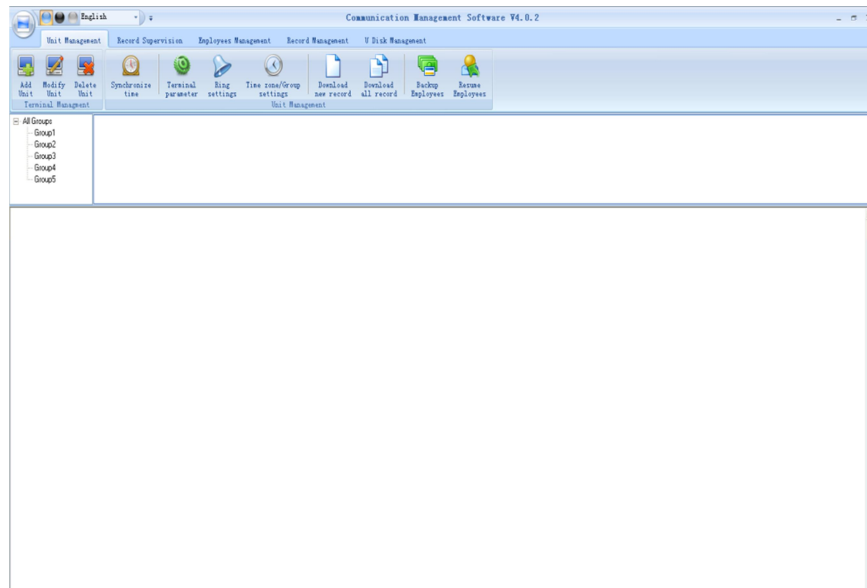 English
Communication Management Software V4.0.2
Unit Management Record Supervision Employees Management Record Management U Disk Management
Add Unit
Modify Unit
Delete Unit
Synchronize time
Terminal parameter
Ring settings
Time zone/Group settings
Download new record
Download all record
Backup Employees
Resume Employees
Terminal Managment
Unit Management
All Groups
Group1
Group2
Group3
Group4
Group5